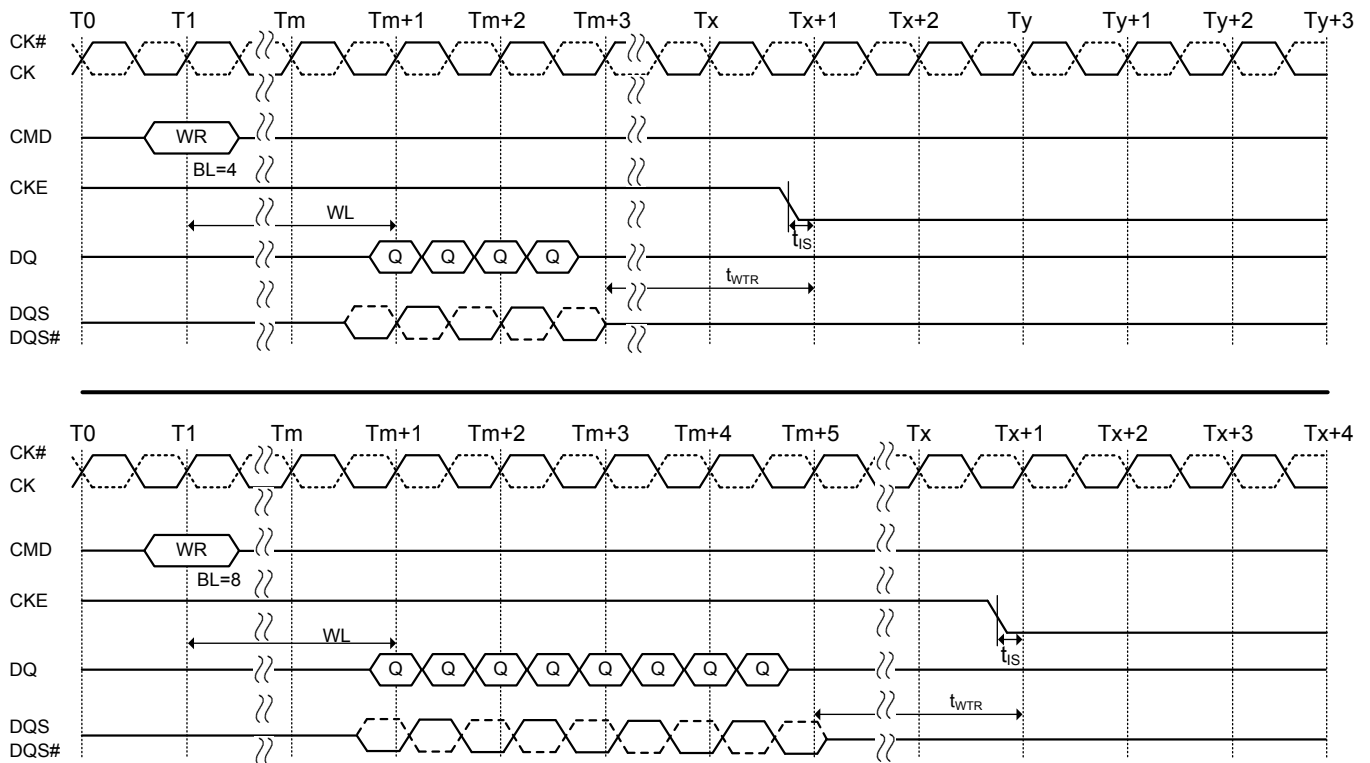 T0 T1 Tm Tm+1 Tm+2 Tm+3 Tx Tx+1 Tx+2 Ty Ty+1 Ty+2 Ty+3
CK#
CK
CMD WR
BL=4
CKE
WL
tIS
DQ Q Q Q Q
tWTR
DQS
DQS#
T0 T1 Tm Tm+1 Tm+2 Tm+3 Tm+4 Tm+5 Tx Tx+1 Tx+2 Tx+3 Tx+4
CK#
CK
CMD WR
BL=8
CKE
WL
tIS
DQ Q Q Q Q Q Q Q Q
tWTR
DQS
DQS#